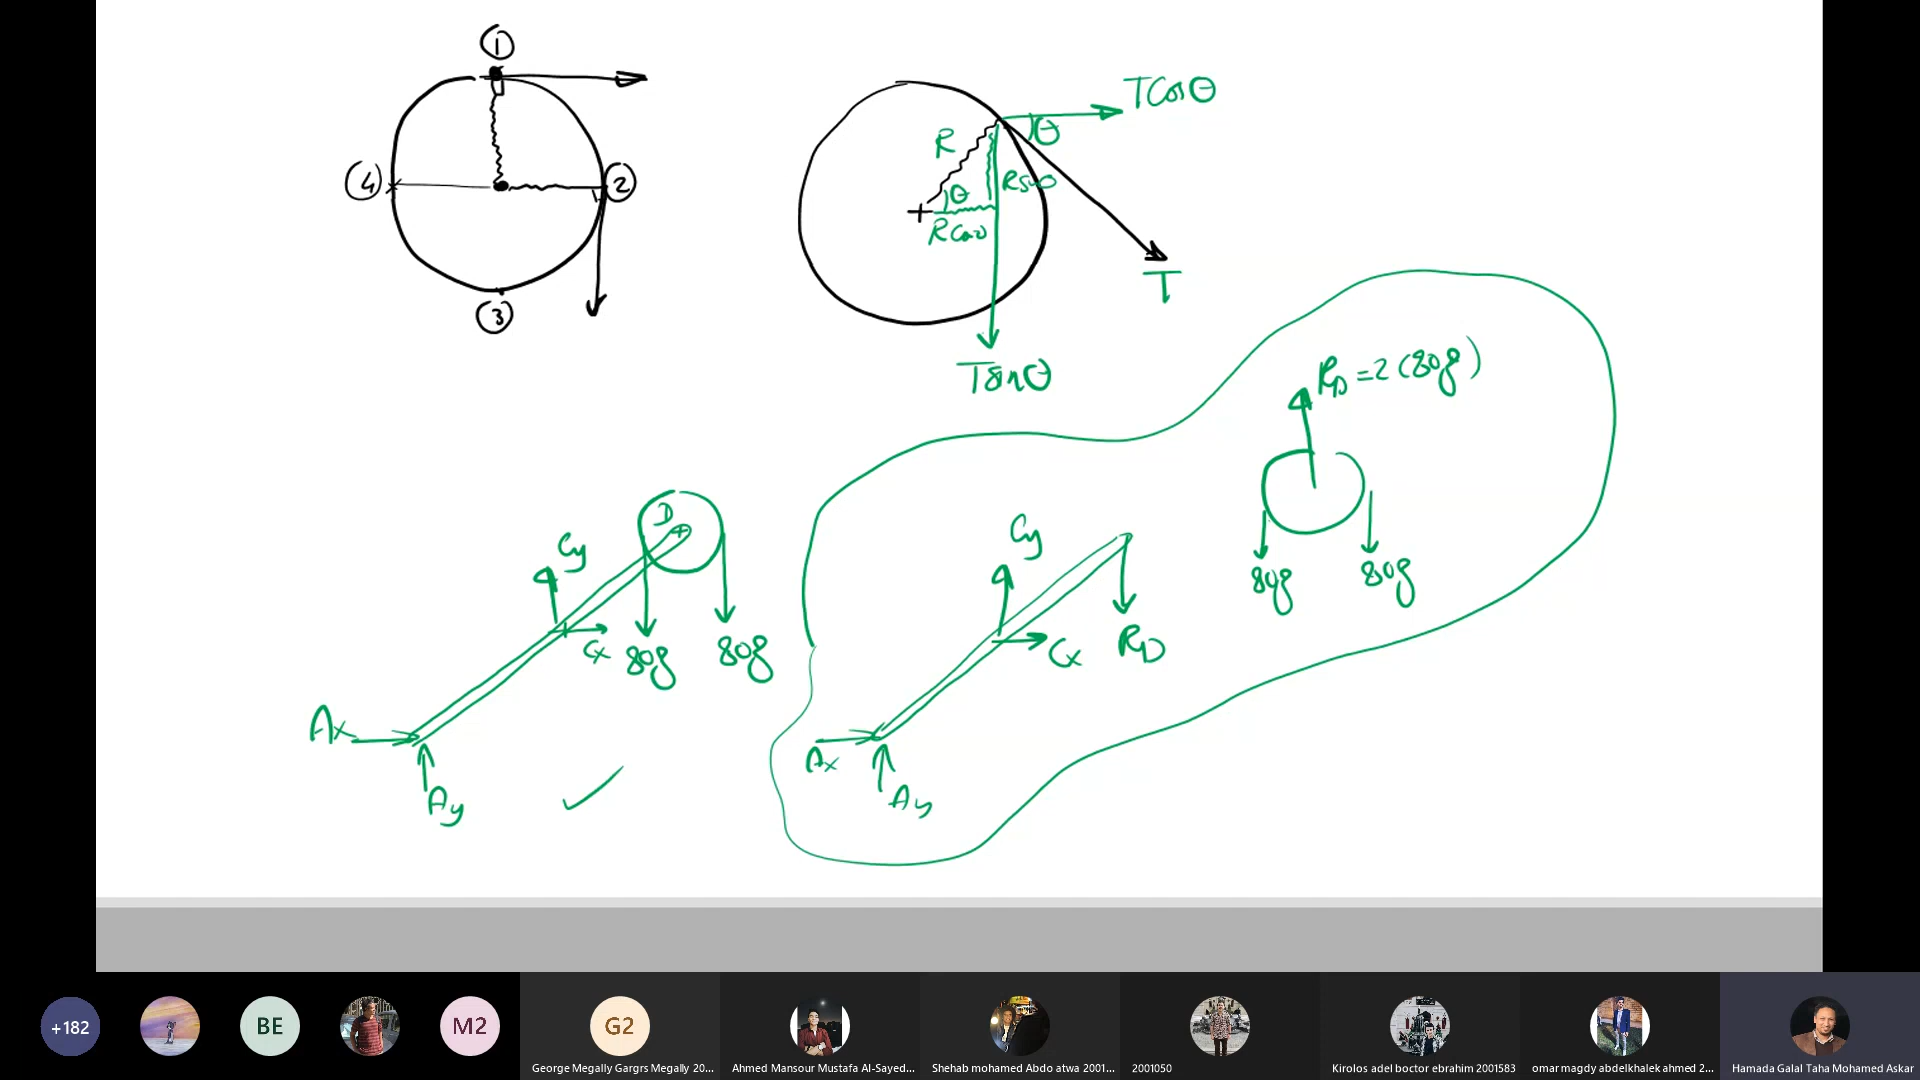 1
4
2
3
TCosθ
θ
R
RSinθ
θ
RCosθ
T
TSinθ
R_D = 2(80g)
80g
80g
D
Cy
Cx
80g
80g
Ax
Ay
Cy
Cx
R_D
Ax
Ay
+182
BE
M2
G2
George Megally Gargrs Megally 20...
Ahmed Mansour Mustafa Al-Sayed...
Shehab mohamed Abdo atwa 2001...
2001050
Kirolos adel boctor ebrahim 2001583
omar magdy abdelkhalek ahmed 2...
Hamada Galal Taha Mohamed Askar